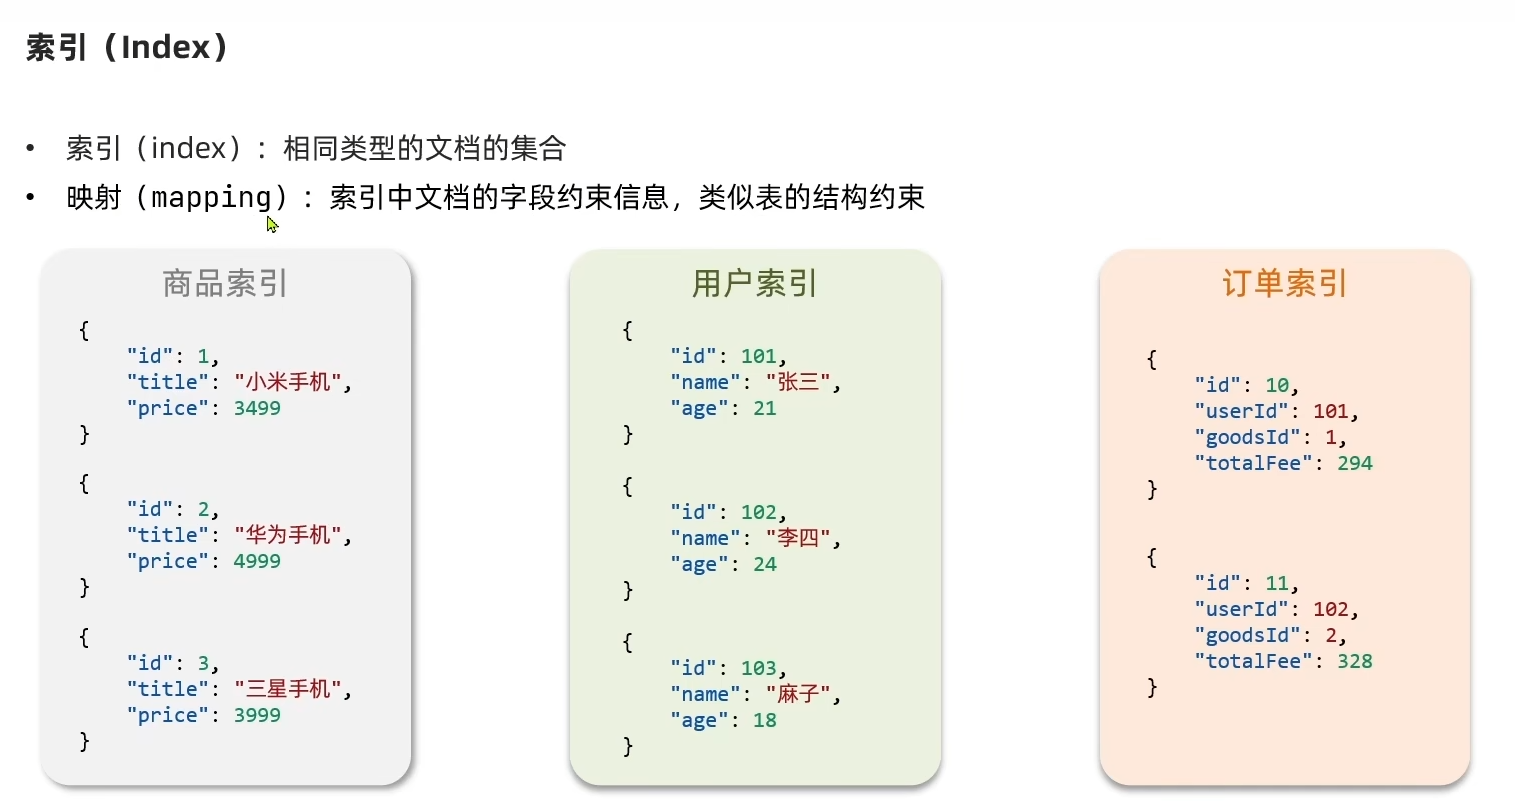 索引（Index）
• 索引（index）：相同类型的文档的集合
• 映射（mapping）：索引中文档的字段约束信息，类似表的结构约束
商品索引
{
"id": 1,
"title": "小米手机",
"price": 3499
}
{
"id": 2,
"title": "华为手机",
"price": 4999
}
{
"id": 3,
"title": "三星手机",
"price": 3999
}
用户索引
{
"id": 101,
"name": "张三",
"age": 21
}
{
"id": 102,
"name": "李四",
"age": 24
}
{
"id": 103,
"name": "麻子",
"age": 18
}
订单索引
{
"id": 10,
"userId": 101,
"goodsId": 1,
"totalFee": 294
}
{
"id": 11,
"userId": 102,
"goodsId": 2,
"totalFee": 328
}